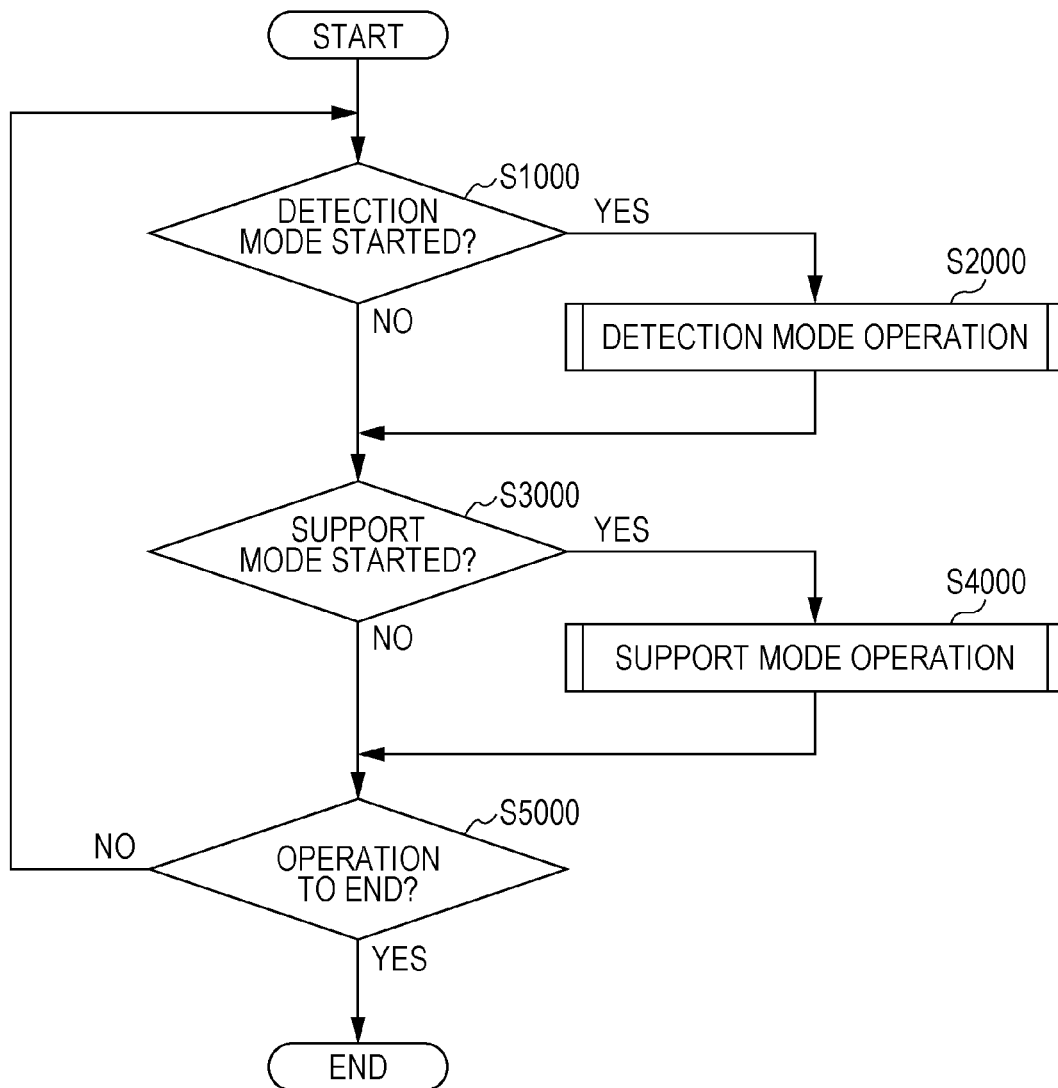 START
S1000
DETECTION
MODE STARTED?
YES
NO
S2000
DETECTION MODE OPERATION
S3000
SUPPORT
MODE STARTED?
YES
NO
S4000
SUPPORT MODE OPERATION
S5000
OPERATION
TO END?
NO
YES
END